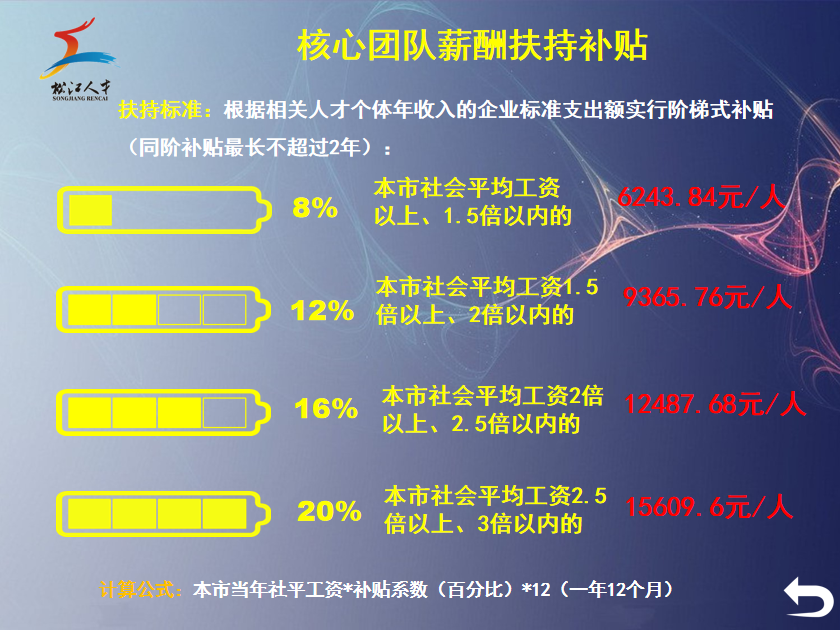 松江人才
SONGJIANG RENCAI
核心团队薪酬扶持补贴
扶持标准：根据相关人才个体年收入的企业标准支出额实行阶梯式补贴
（同阶补贴最长不超过2年）：
8%
本市社会平均工资
以上、1.5倍以内的
6243.84元/人
12%
本市社会平均工资1.5
倍以上、2倍以内的
9365.76元/人
16%
本市社会平均工资2倍
以上、2.5倍以内的
12487.68元/人
20%
本市社会平均工资2.5
倍以上、3倍以内的
15609.6元/人
计算公式：本市当年社平工资*补贴系数（百分比）*12（一年12个月）